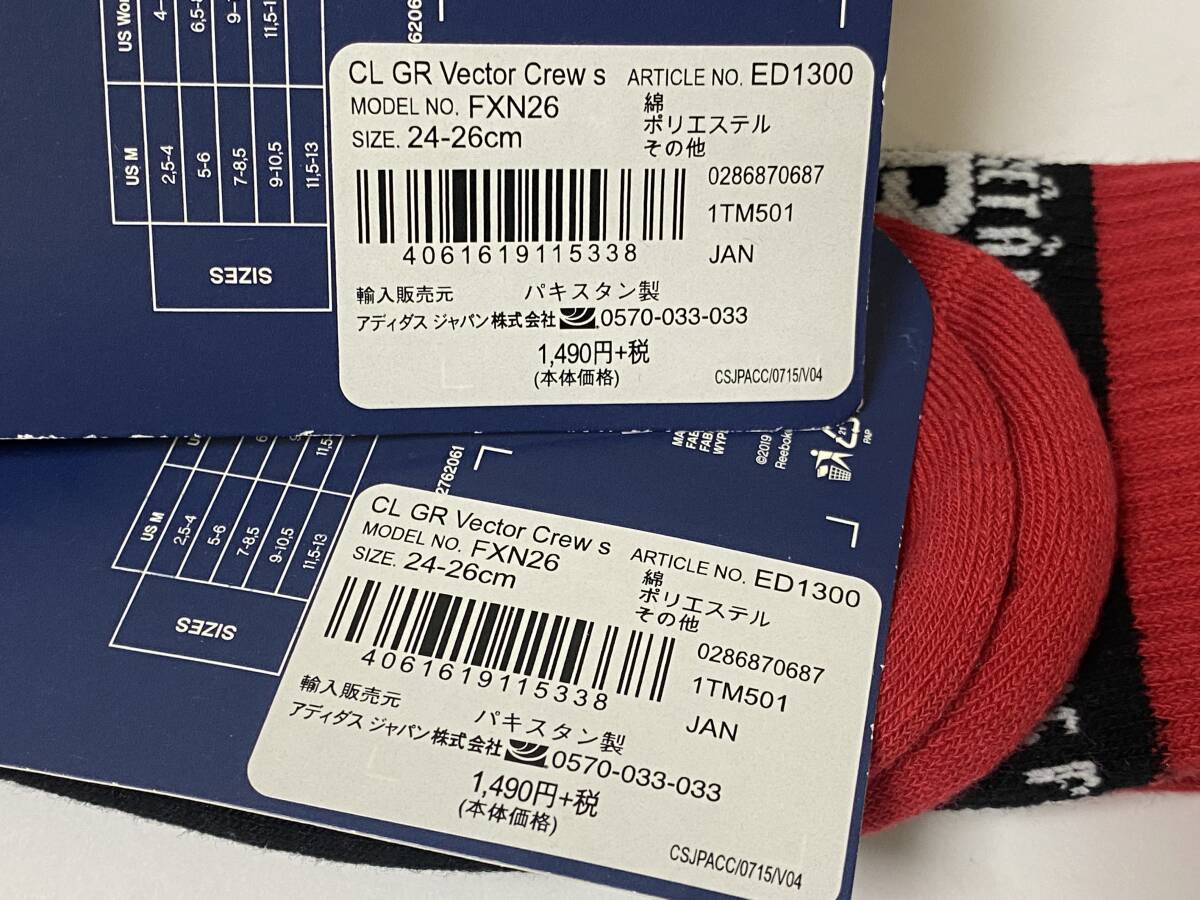 US M
2,5-4
5-6
7-8,5
9-10,5
11,5-13
SIZES
CL GR Vector Crew s ARTICLE NO. ED1300
MODEL NO. FXN26
SIZE. 24-26cm
綿
ポリエステル
その他
4061619115338
0286870687
1TM501
JAN
輸入販売元 パキスタン製
アディダス ジャパン株式会社 0570-033-033
1,490円+税
(本体価格)
CSJPACC/0715/V04
2762061
©2019
Reebok
21
PAP
US M
2,5-4
5-6
7-8,5
9-10,5
11,5-13
SIZES
CL GR Vector Crew s ARTICLE NO. ED1300
MODEL NO. FXN26
SIZE. 24-26cm
綿
ポリエステル
その他
4061619115338
0286870687
1TM501
JAN
輸入販売元 パキスタン製
アディダス ジャパン株式会社 0570-033-033
1,490円+税
(本体価格)
CSJPACC/0715/V04